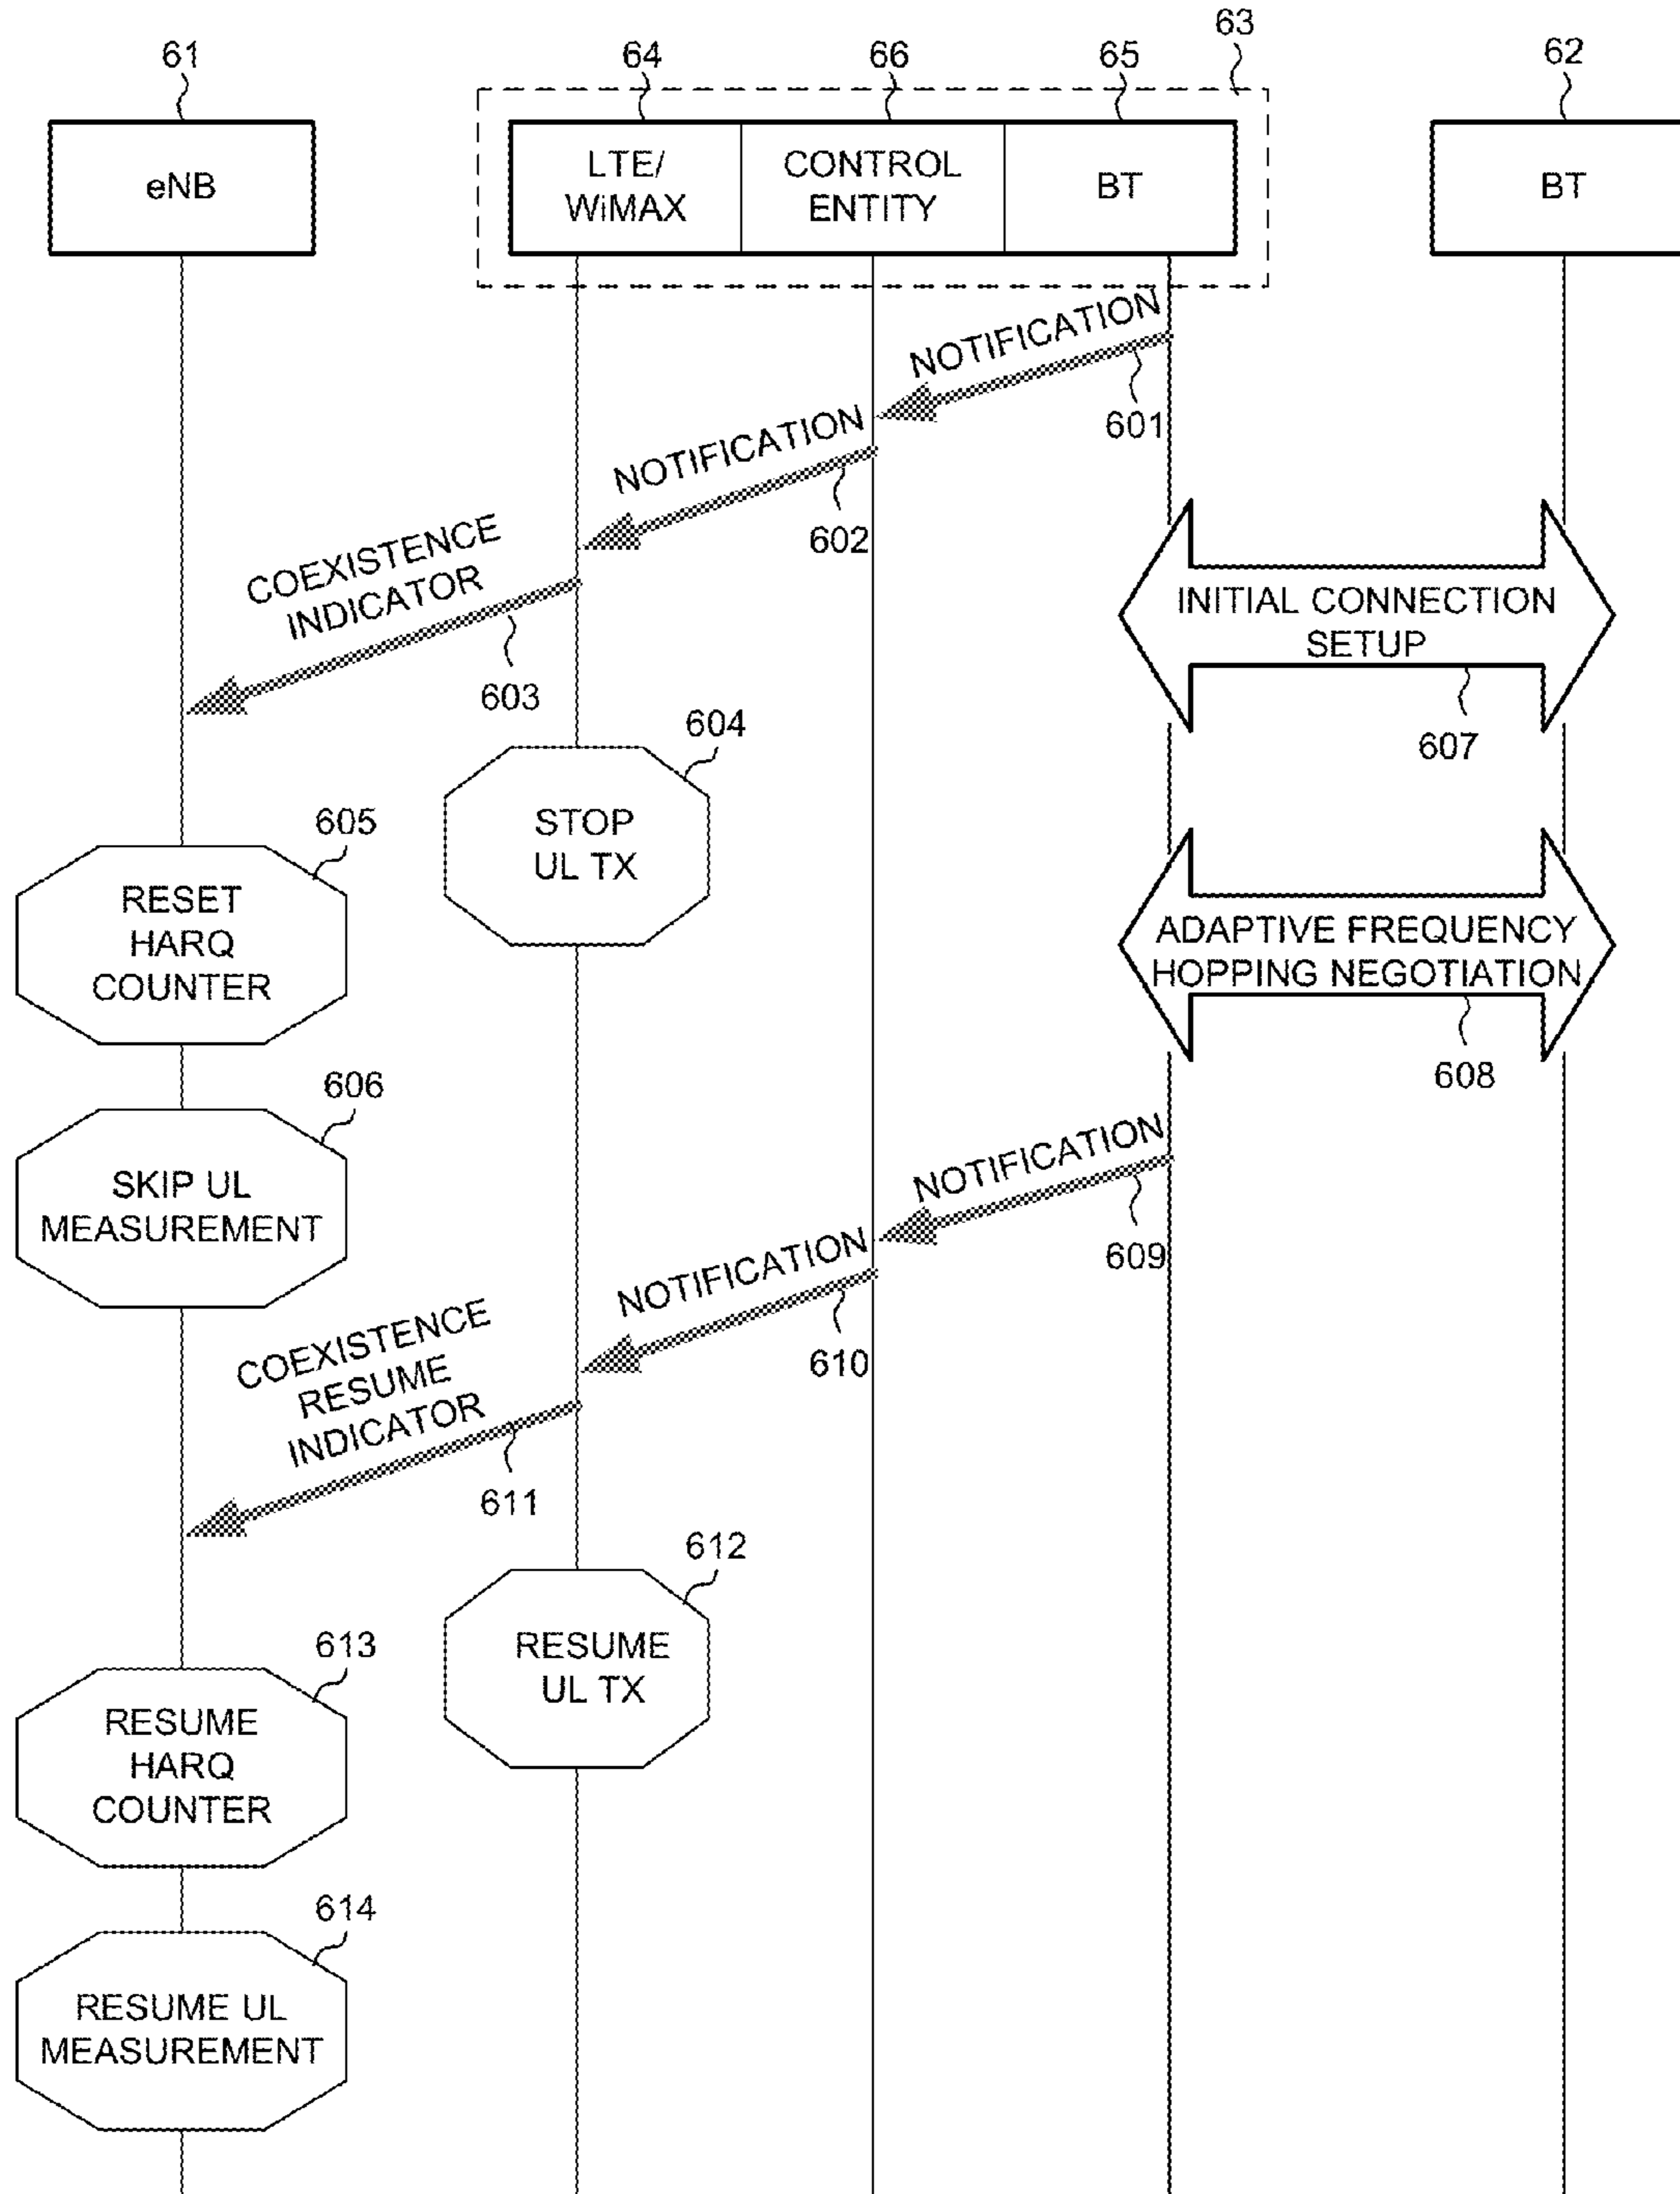 63
61
64
66
65
62
eNB
LTE/
WiMAX
CONTROL
ENTITY
BT
BT
NOTIFICATION
601
NOTIFICATION
602
COEXISTENCE
INDICATOR
603
INITIAL CONNECTION
SETUP
607
604
STOP
UL TX
605
RESET
HARQ
COUNTER
ADAPTIVE FREQUENCY
HOPPING NEGOTIATION
608
606
SKIP UL
MEASUREMENT
NOTIFICATION
609
NOTIFICATION
610
COEXISTENCE
RESUME
INDICATOR
611
612
RESUME
UL TX
613
RESUME
HARQ
COUNTER
614
RESUME UL
MEASUREMENT